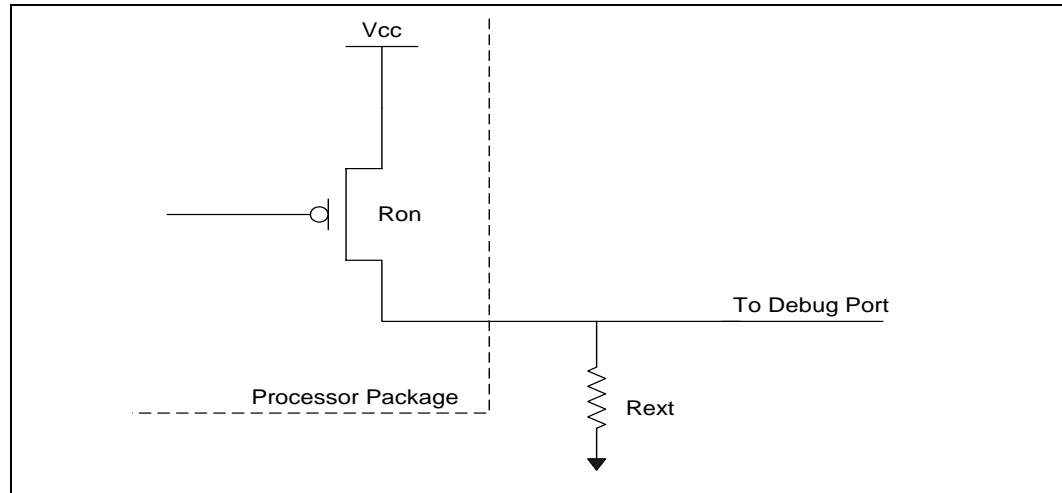 Vcc
Ron
To Debug Port
Processor Package
Rext